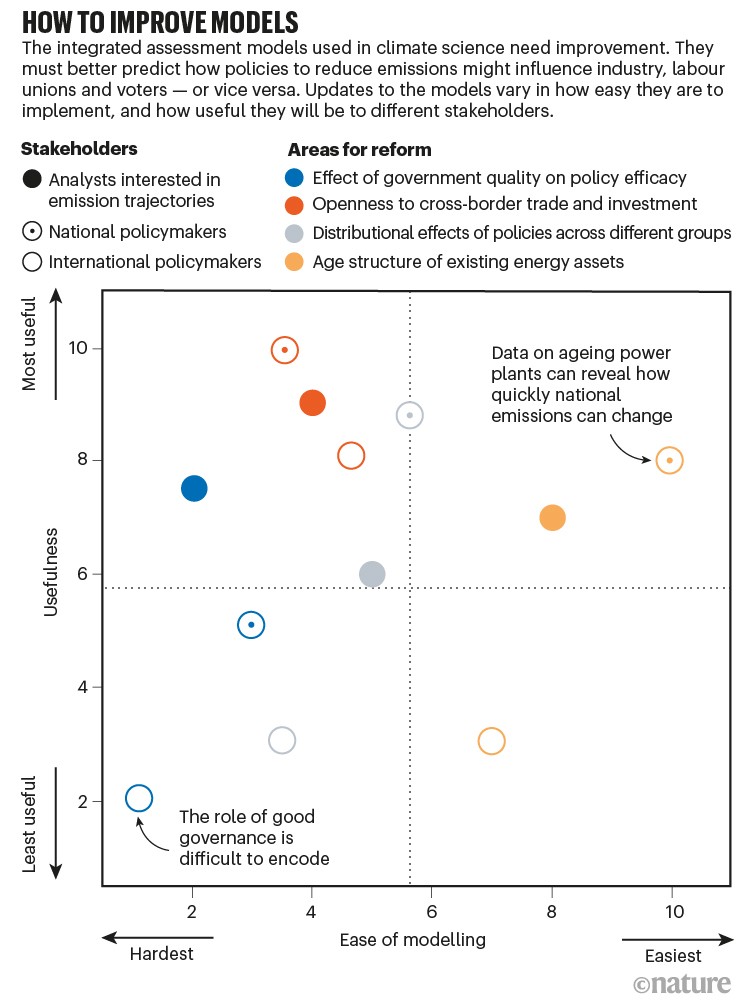 HOW TO IMPROVE MODELS
The integrated assessment models used in climate science need improvement. They
must better predict how policies to reduce emissions might influence industry, labour
unions and voters — or vice versa. Updates to the models vary in how easy they are to
implement, and how useful they will be to different stakeholders.
Stakeholders
Analysts interested in
emission trajectories
National policymakers
International policymakers
Areas for reform
Effect of government quality on policy efficacy
Openness to cross-border trade and investment
Distributional effects of policies across different groups
Age structure of existing energy assets
Most useful
Usefulness
Least useful
10
8
6
4
2
Data on ageing power
plants can reveal how
quickly national
emissions can change
The role of good
governance is
difficult to encode
2
4
6
8
10
Hardest
Ease of modelling
Easiest
©nature